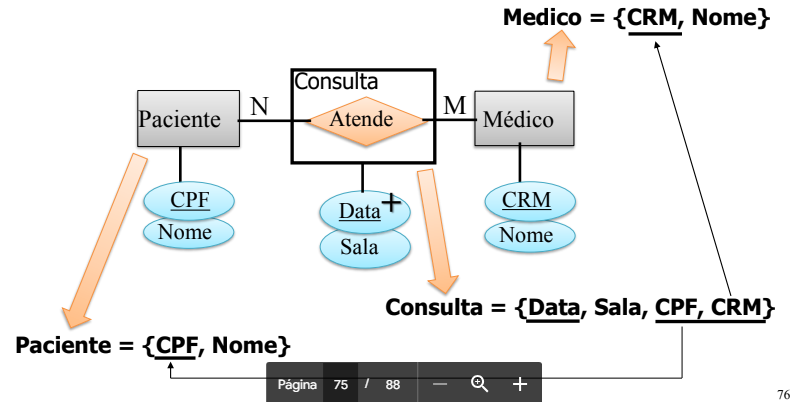 Medico = {CRM, Nome}
Consulta
Paciente
N
Atende
M
Médico
CPF
Nome
Data+
Sala
CRM
Nome
Consulta = {Data, Sala, CPF, CRM}
Paciente = {CPF, Nome}
Página 75 / 88 — +
76